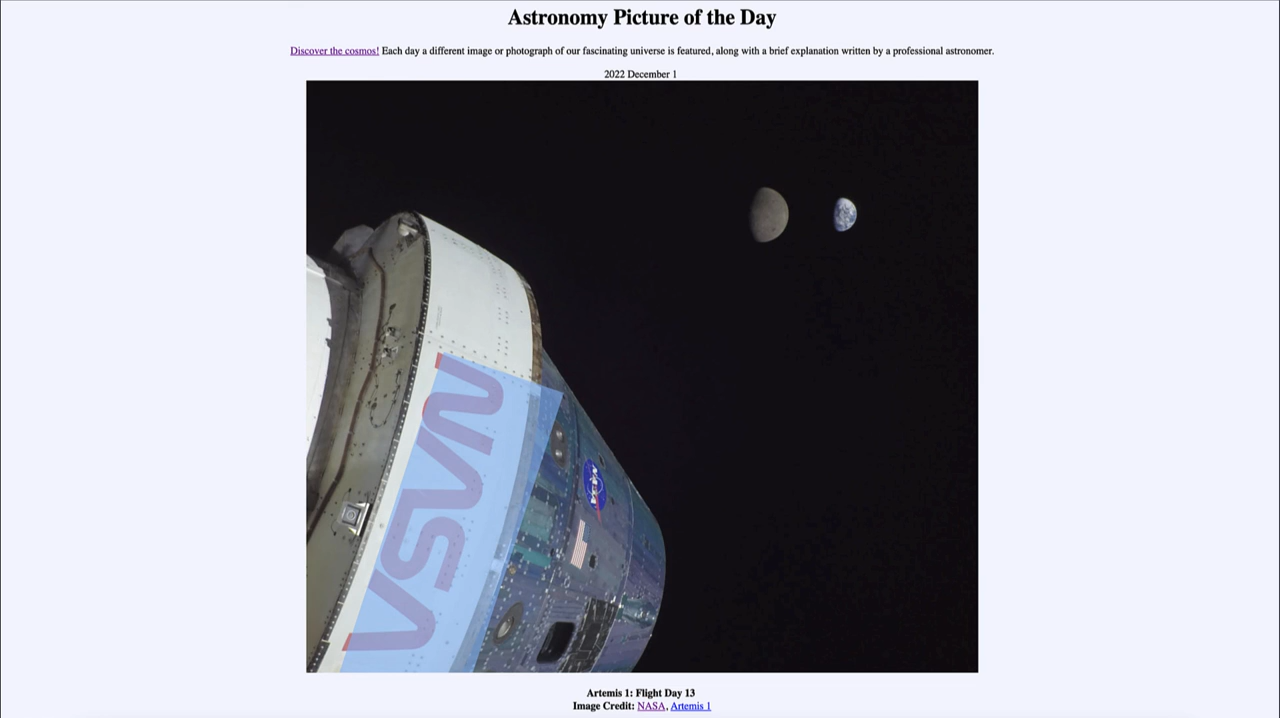 Astronomy Picture of the Day
Discover the cosmos! Each day a different image or photograph of our fascinating universe is featured, along with a brief explanation written by a professional astronomer.
2022 December 1
NASA
Artemis 1: Flight Day 13
Image Credit: NASA, Artemis 1